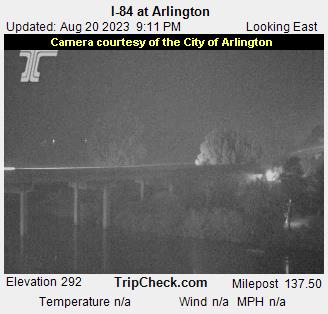 I-84 at Arlington
Updated: Aug 20 2023 9:11 PM Looking East
Camera courtesy of the City of Arlington
Elevation 292 TripCheck.com Milepost 137.50
Temperature n/a Wind n/a MPH n/a